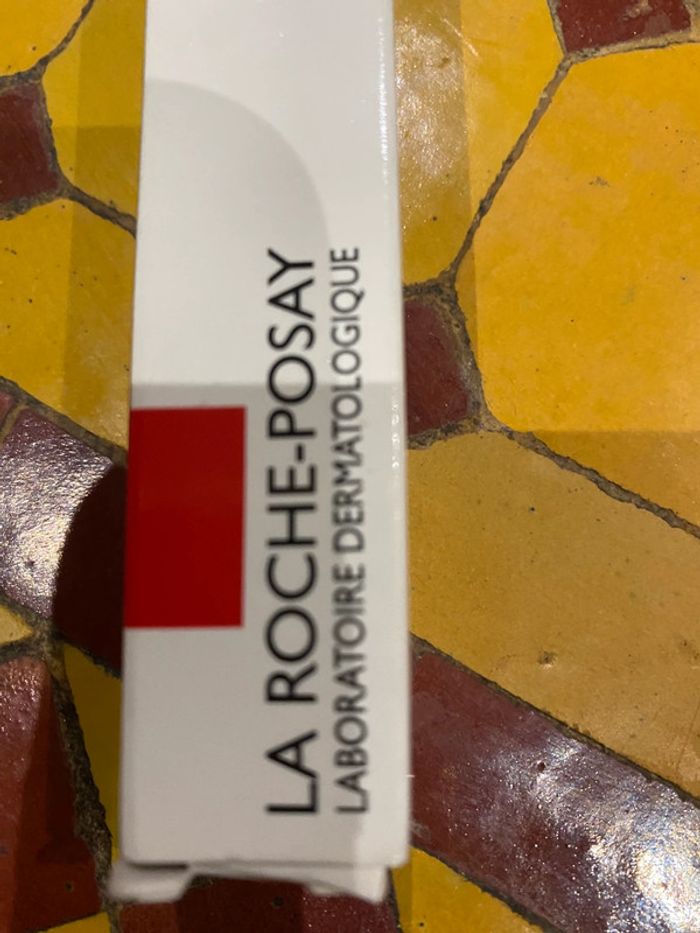 LA ROCHE-POSAY
LABORATOIRE DERMATOLOGIQUE